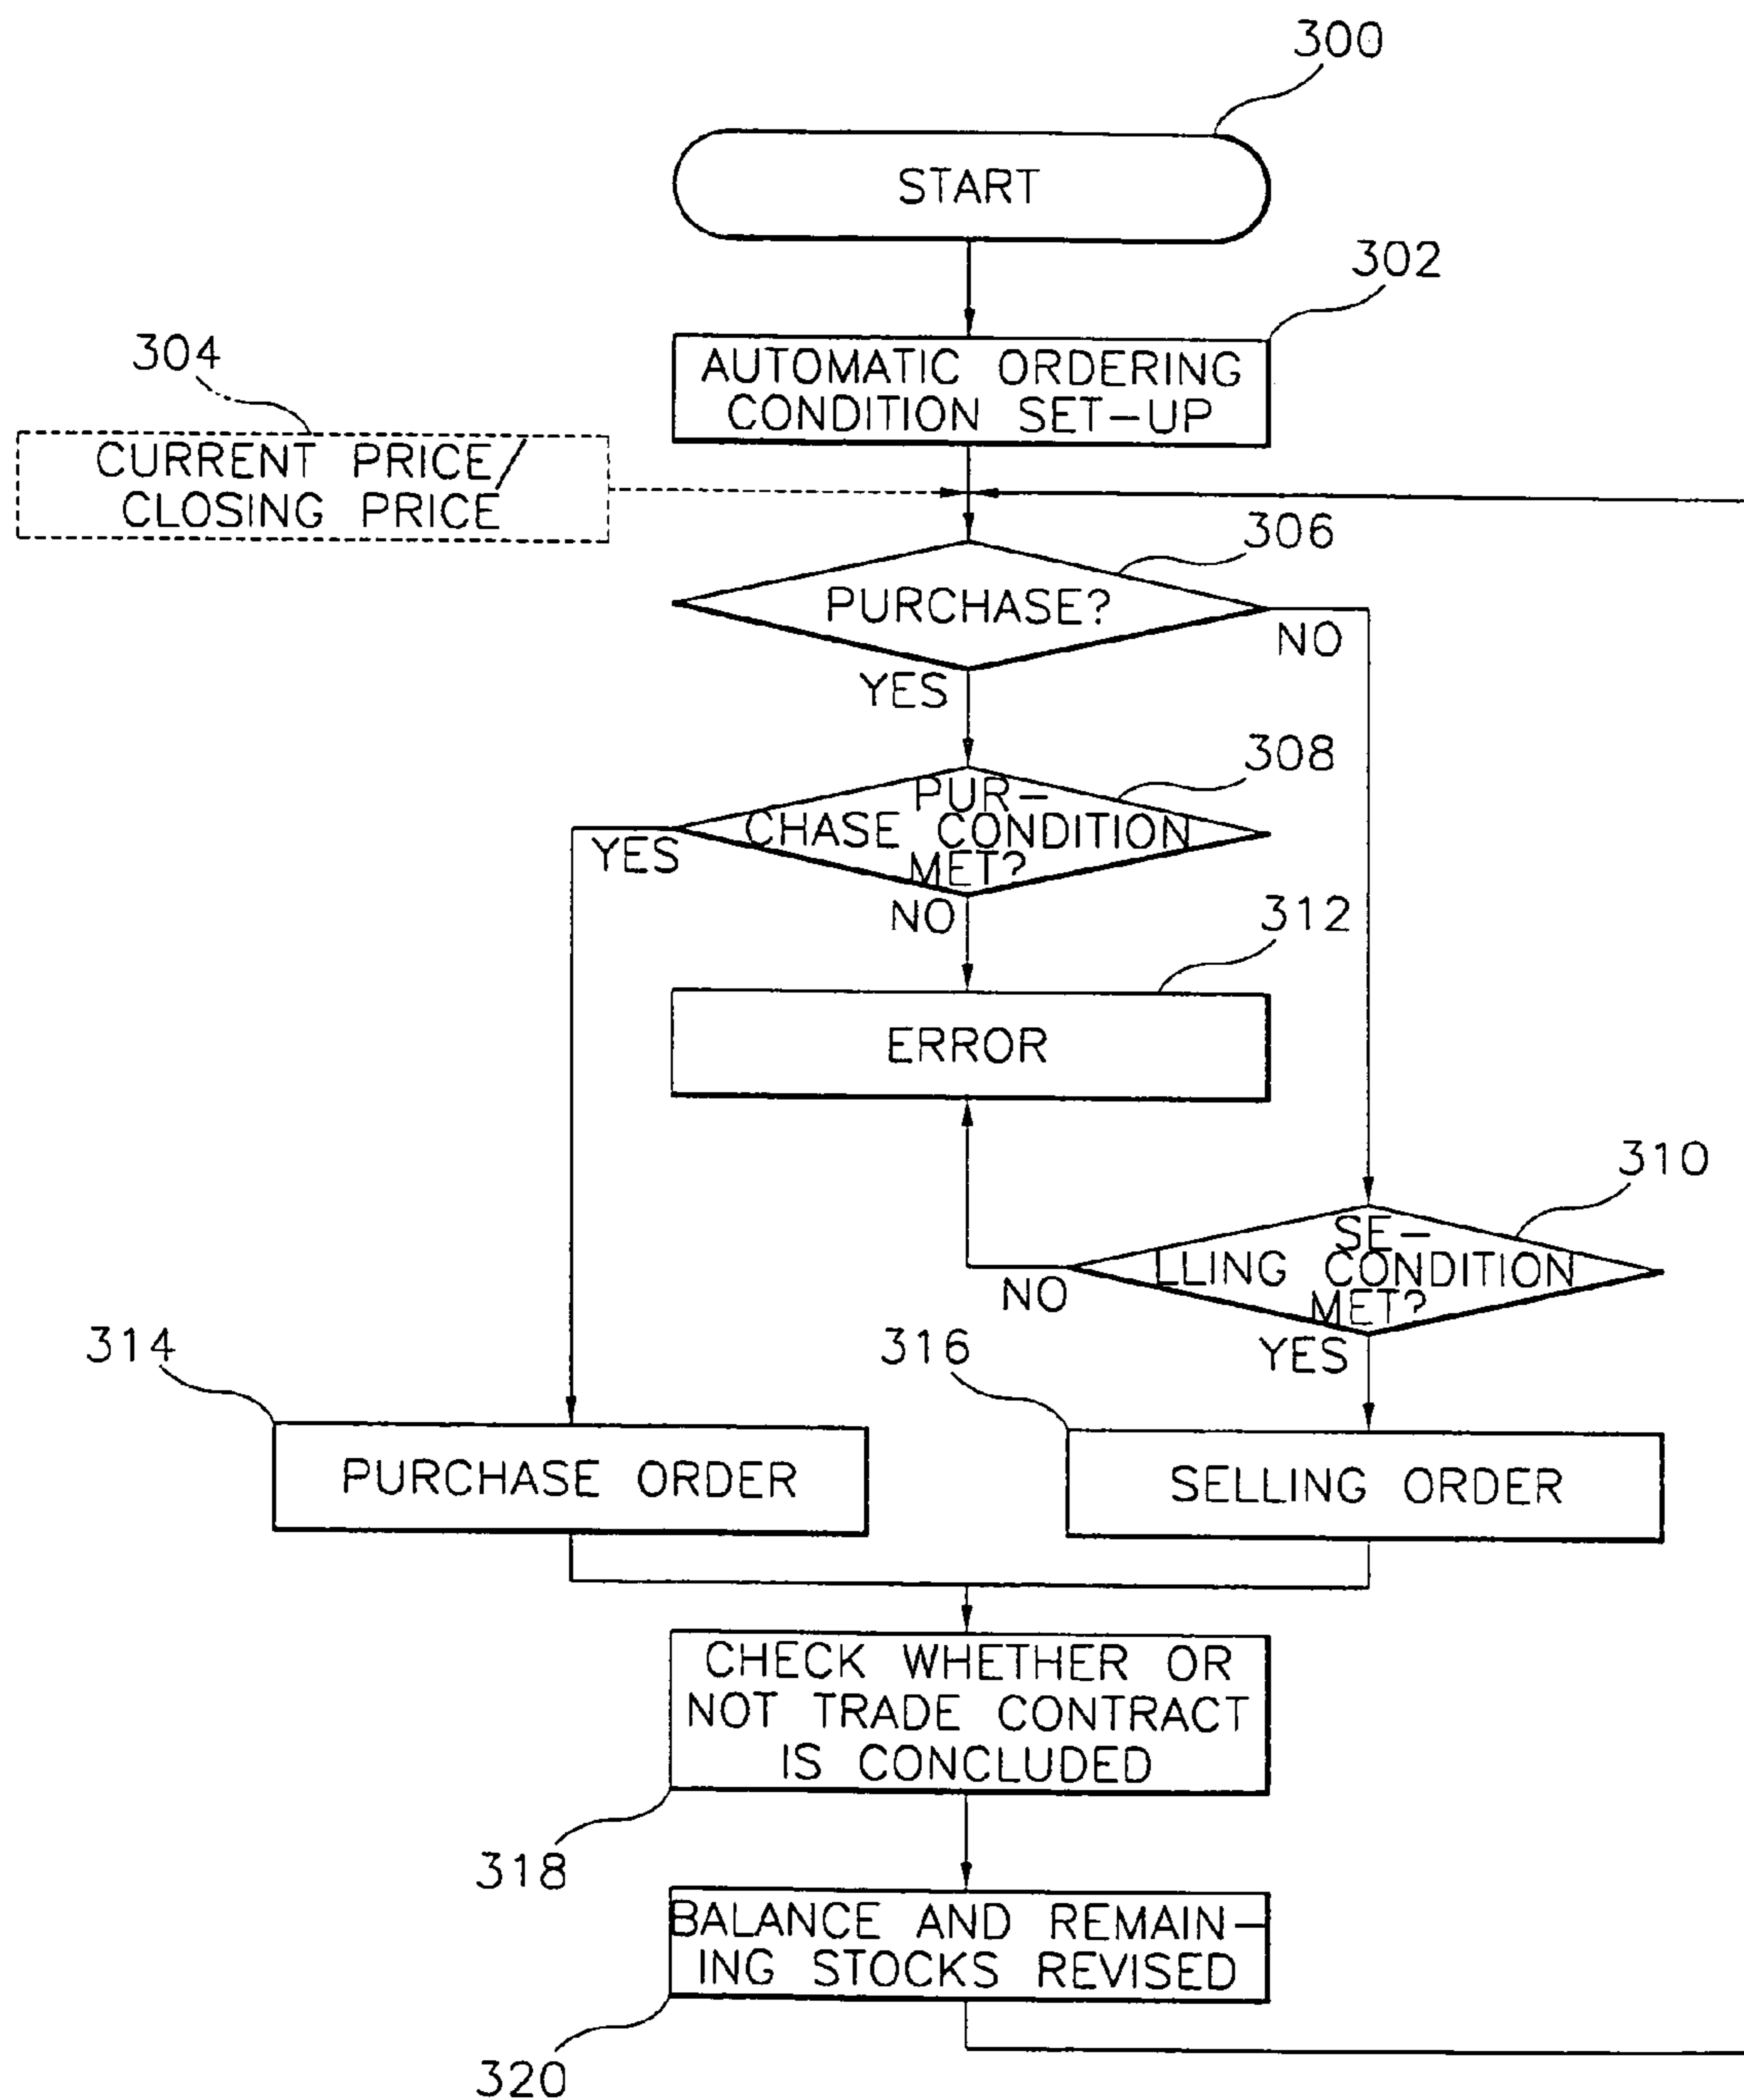 300
START
302
AUTOMATIC ORDERING
CONDITION SET-UP
304
CURRENT PRICE/
CLOSING PRICE
306
PURCHASE?
NO
YES
308
PUR-
CHASE CONDITION
MET?
YES
NO
312
ERROR
310
SE-
LLING CONDITION
MET?
NO
YES
314
PURCHASE ORDER
316
SELLING ORDER
CHECK WHETHER OR
NOT TRADE CONTRACT
IS CONCLUDED
318
BALANCE AND REMAIN-
ING STOCKS REVISED
320